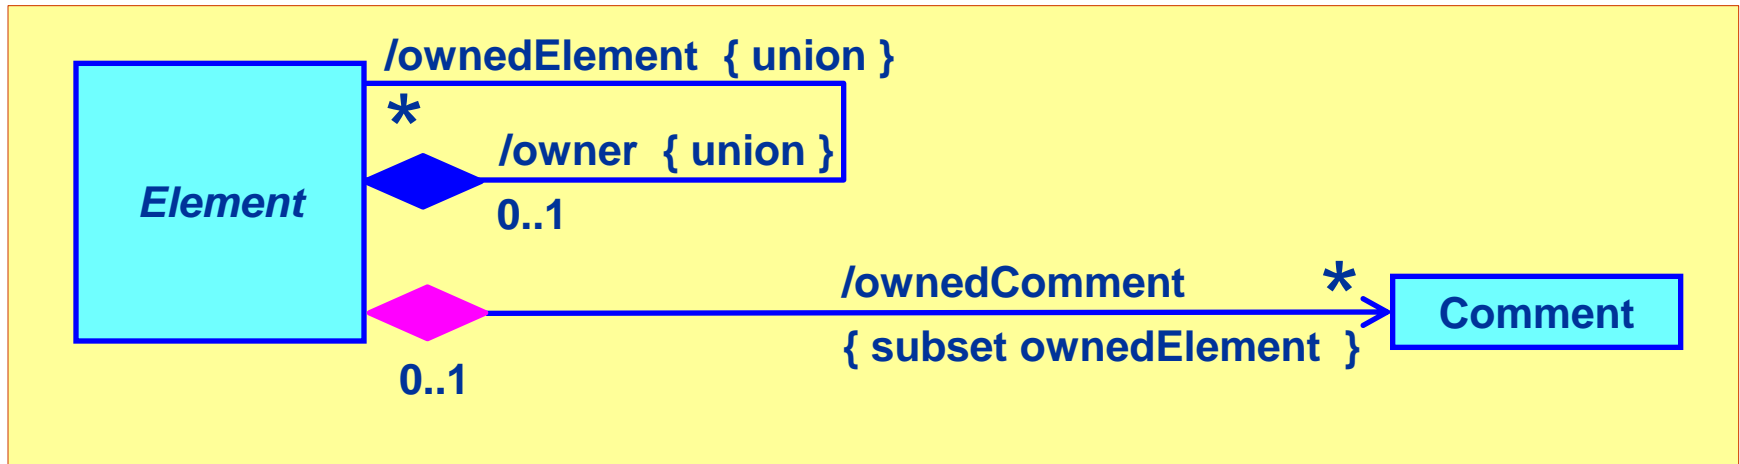 /ownedElement { union }
*
/owner { union }
Element
0..1
/ownedComment
*
Comment
{ subset ownedElement }
0..1